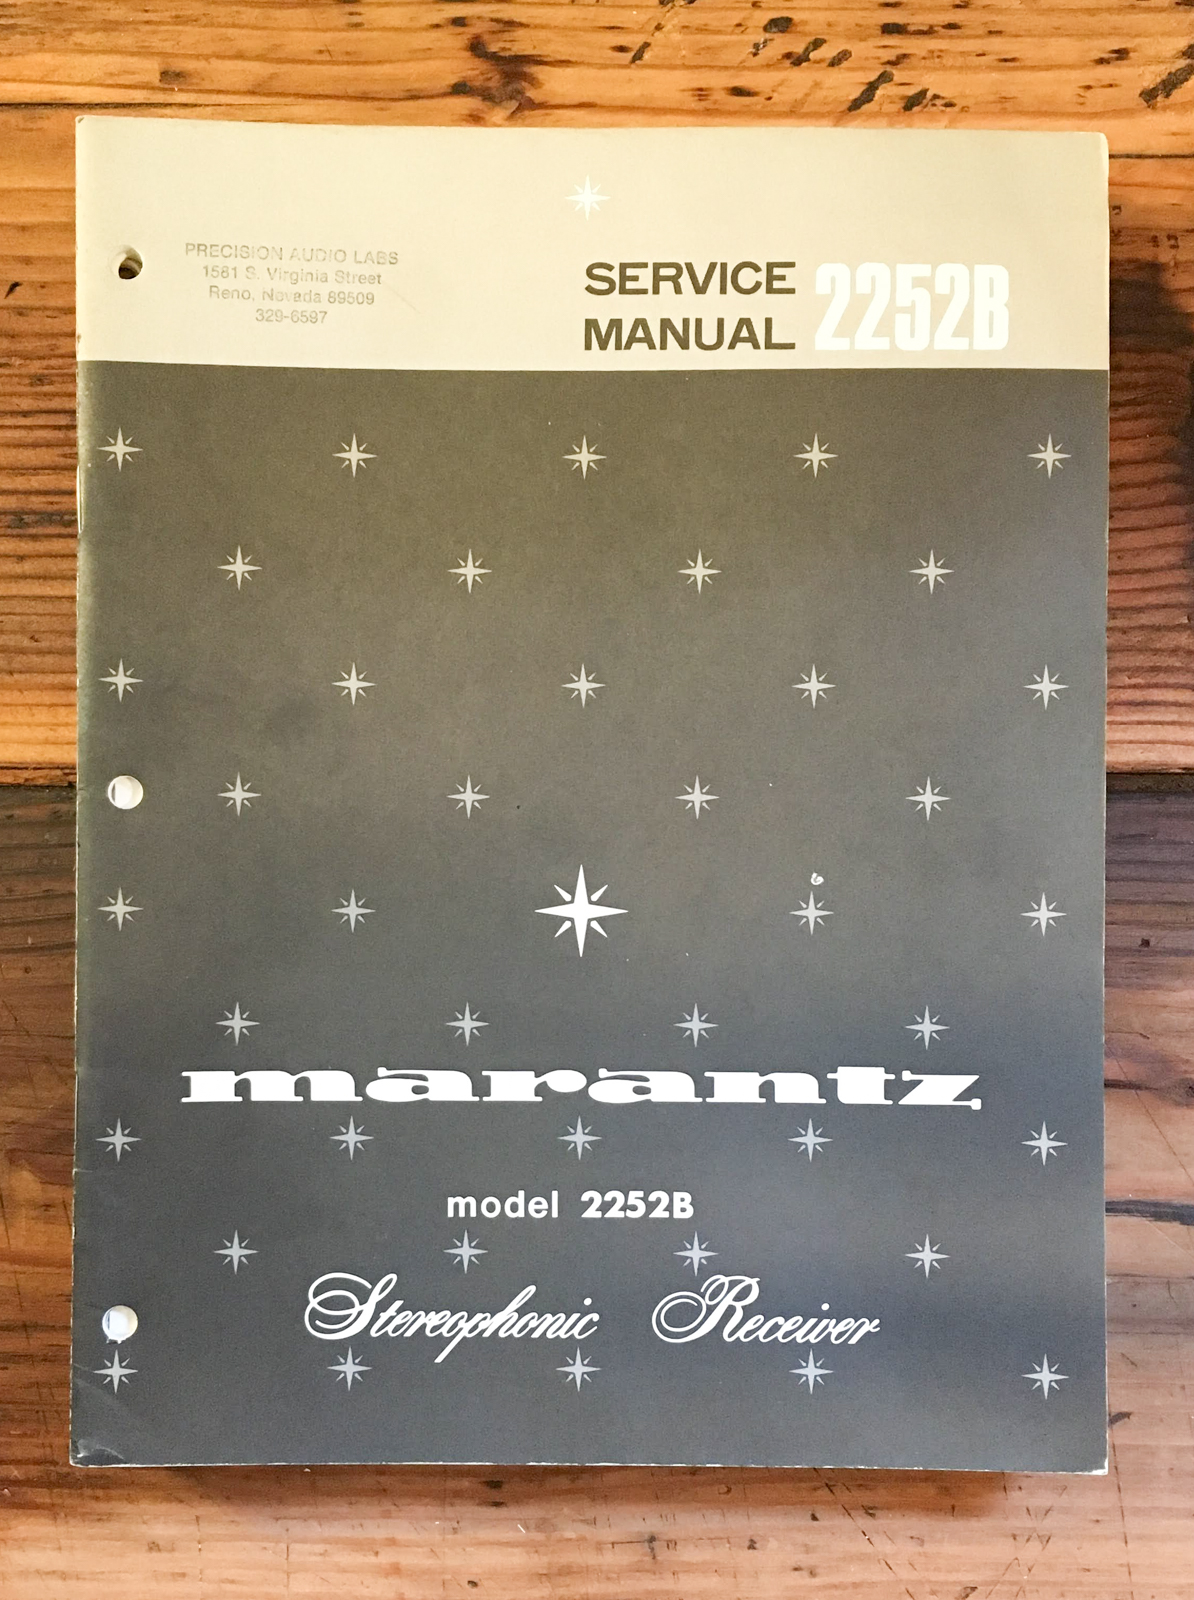 PRECISION AUDIO LABS
1581 S. Virginia Street
Reno, Nevada 89509
329-6597
SERVICE
MANUAL 2252B
marantz
model 2252B
Stereophonic Receiver